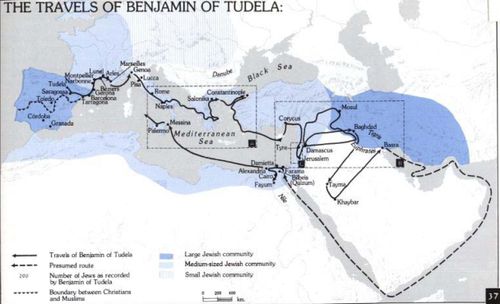 THE TRAVELS OF BENJAMIN OF TUDELA:
Marseilles
Lunel
Arles
Genoa
Montpellier
Lucca
Narbonne
Pisa
Tudela
Béziers
Rome
Gerona
Saragossa
Barcelona
Tarragona
Toledo
Naples
Córdoba
Granada
Danube
Black Sea
Constantinople
Salonika
Messina
Palermo
Mediterranean
Sea
Corycus
Mosul
Baghdad
Tigris
Euphrates
Basra
Tyre
Damascus
Jerusalem
Damietta
Alexandria
Cairo
Farama
Bilbeis
(Qulzum)
Fayum
Nile
Tayma
Khaybar
Travels of Benjamin of Tudela
Presumed route
200 Number of Jews as recorded
by Benjamin of Tudela
Boundary between Christians
and Muslims
Large Jewish community
Medium-sized Jewish community
Small Jewish community
0 200 400
km.
37